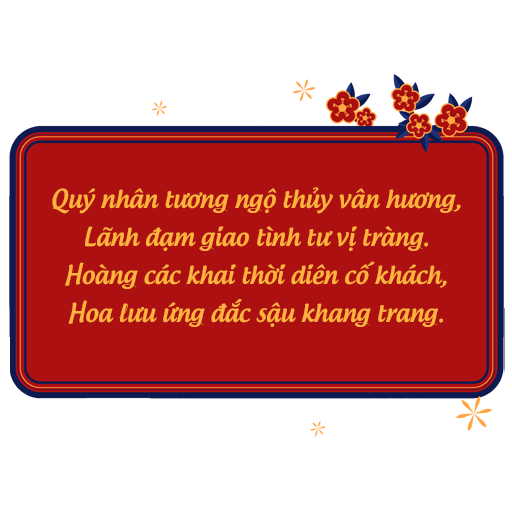 Quý nhân tương ngộ thủy vân hương,
Lãnh đạm giao tình tư vị tràng.
Hoàng các khai thời diên cố khách,
Hoa lưu ứng đắc sậu khang trang.